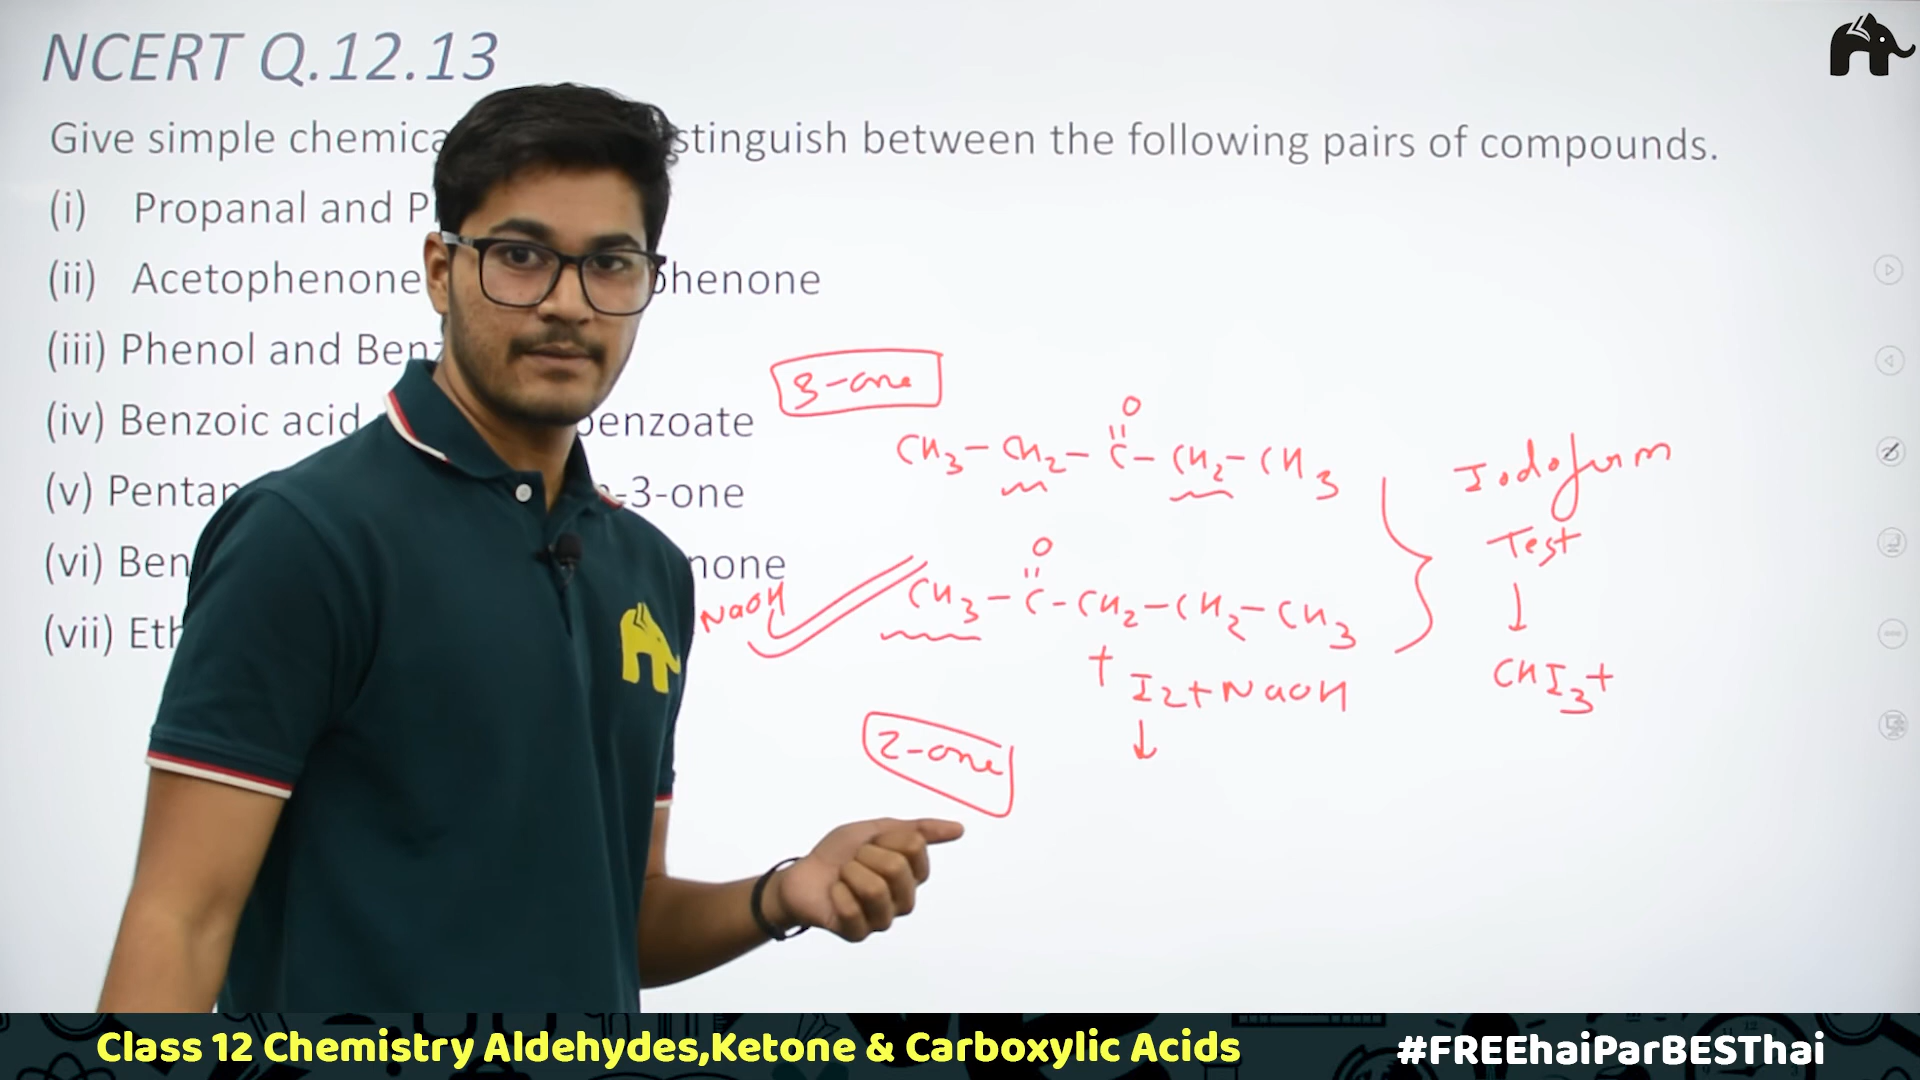 NCERT Q.12.13
Give simple chemica stinguish between the following pairs of compounds.
(i) Propanal and P
(ii) Acetophenone phenone
(iii) Phenol and Ben
(iv) Benzoic acid benzoate
(v) Pentan -3-one
(vi) Ben none
(vii) Eth
3-one
O
CH3-CH2-C-CH2-CH3
O
CH3-C-CH2-CH2-CH3
NaOH
+ I2+NaOH
↓
2-one
Iodoform
Test
↓
CHI3+
Class 12 Chemistry Aldehydes,Ketone & Carboxylic Acids
#FREEhaiParBESThai